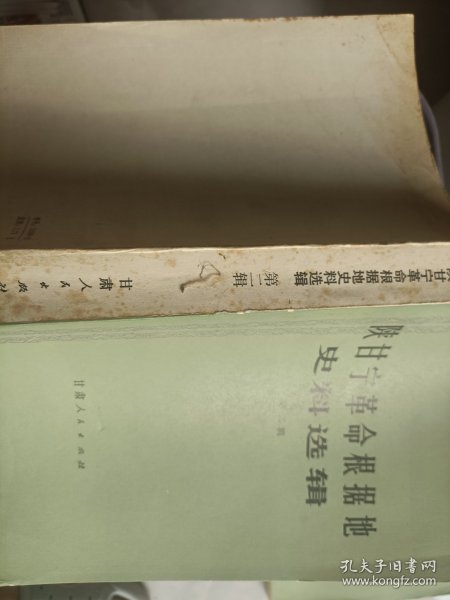 陕甘宁革命根据地
史料选辑
甘肃人民出版社
甘宁革命根据地史料选辑
第二辑
甘肃人民出版社
孔夫子旧书网
www.kongfz.com